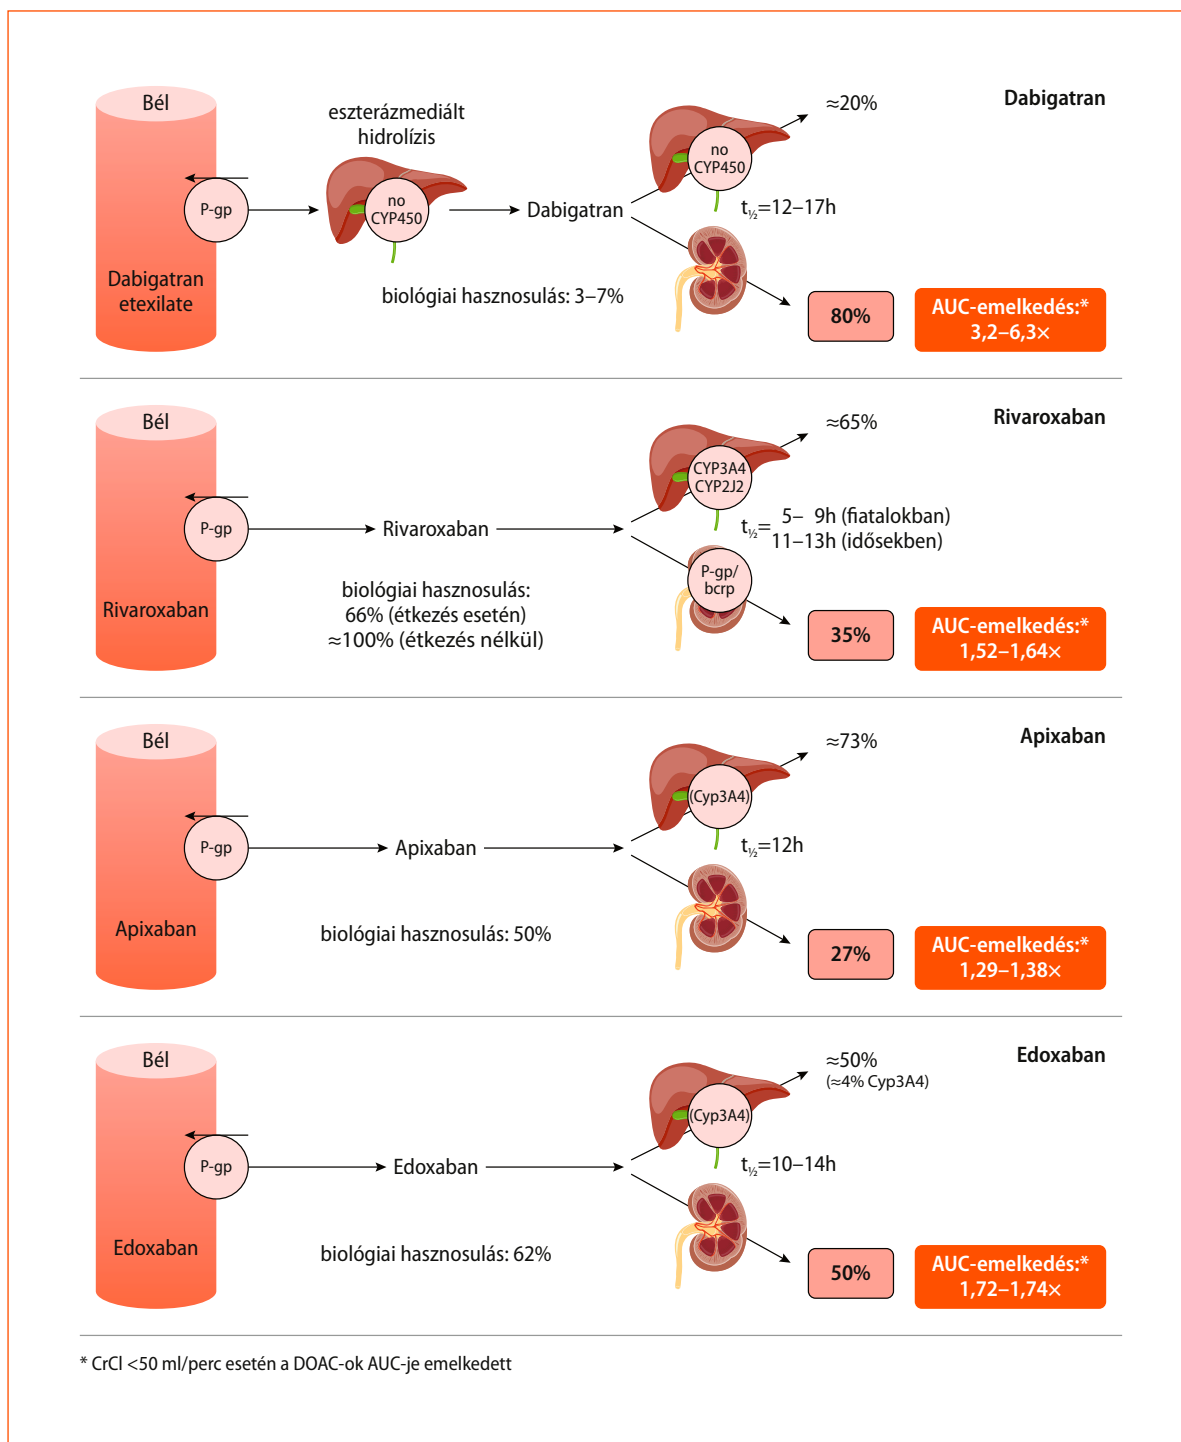 Dabigatran
Bél
eszterázmediált
hidrolízis
≈20%
no
CYP450
P-gp
no
CYP450
Dabigatran
t½=12–17h
Dabigatran
etexilate
biológiai hasznosulás: 3–7%
80%
AUC-emelkedés:*
3,2–6,3×
Rivaroxaban
Bél
≈65%
CYP3A4
CYP2J2
P-gp
Rivaroxaban
t½= 5– 9h (fiatalokban)
11–13h (idősekben)
P-gp/
bcrp
Rivaroxaban
biológiai hasznosulás:
66% (étkezés esetén)
≈100% (étkezés nélkül)
35%
AUC-emelkedés:*
1,52–1,64×
Apixaban
Bél
≈73%
(Cyp3A4)
P-gp
Apixaban
t½=12h
Apixaban
biológiai hasznosulás: 50%
27%
AUC-emelkedés:*
1,29–1,38×
Edoxaban
Bél
≈50%
(≈4% Cyp3A4)
(Cyp3A4)
P-gp
Edoxaban
t½=10–14h
Edoxaban
biológiai hasznosulás: 62%
50%
AUC-emelkedés:*
1,72–1,74×
* CrCl <50 ml/perc esetén a DOAC-ok AUC-je emelkedett